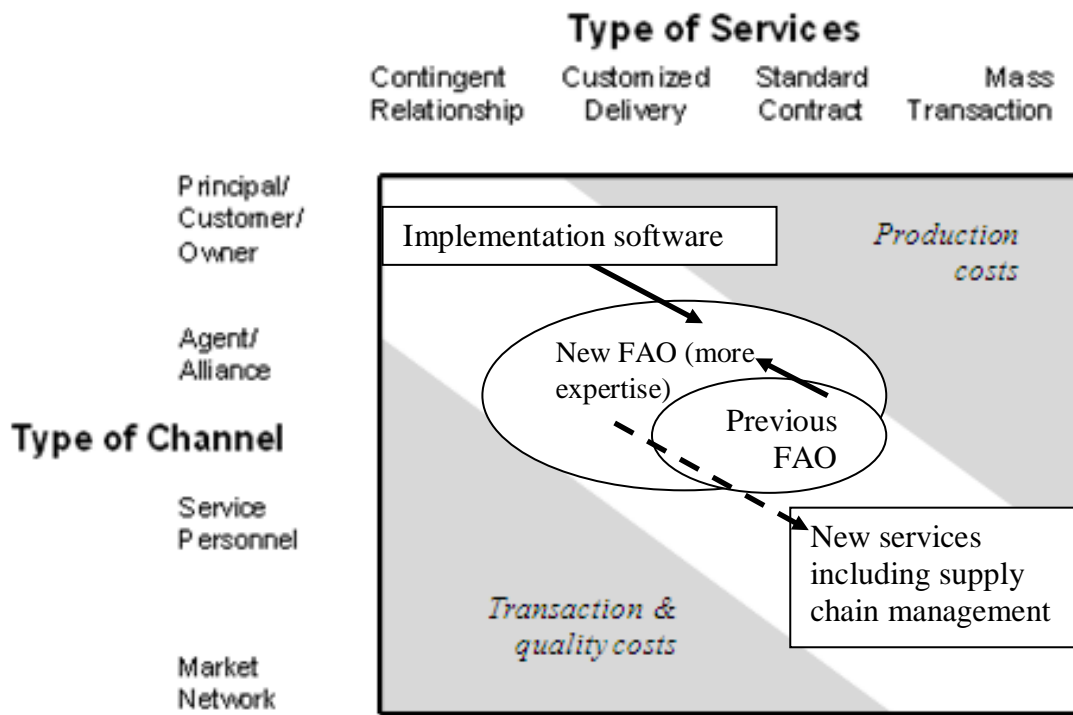 Type of Services
Contingent
Relationship
Customized
Delivery
Standard
Contract
Mass
Transaction
Principal/
Customer/
Owner
Implementation software
Production
costs
Agent/
Alliance
New FAO (more
expertise)
Previous
FAO
Type of Channel
Service
Personnel
New services
including supply
chain management
Transaction &
quality costs
Market
Network